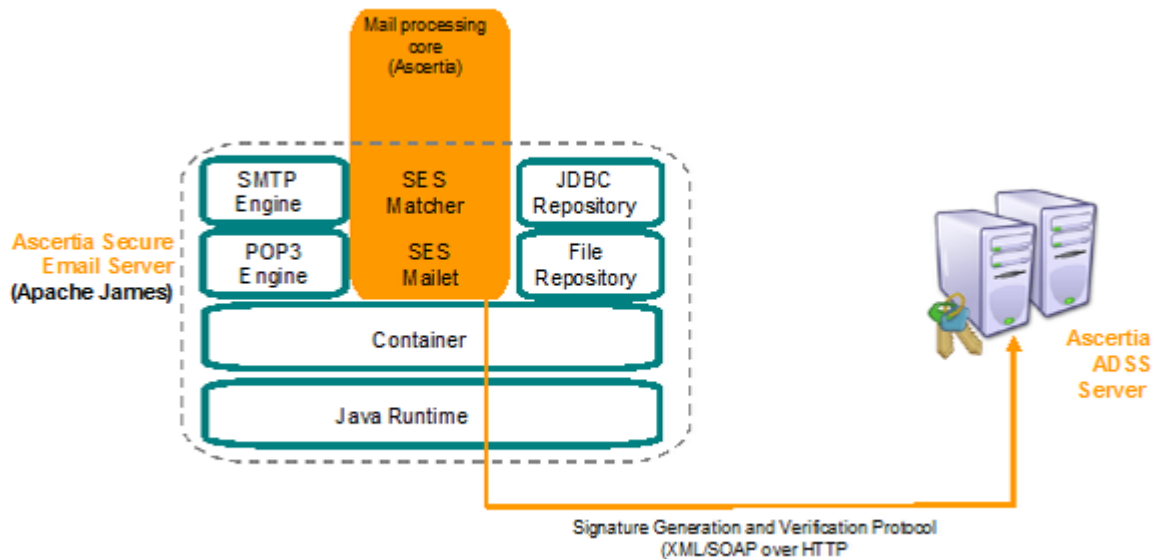 Mail processing
core
(Ascertia)
SMTP
Engine
SES
Matcher
JDBC
Repository
Ascertia Secure
Email Server
(Apache James)
POP3
Engine
SES
Mailet
File
Repository
Container
Java Runtime
Ascertia
ADSS
Server
Signature Generation and Verification Protocol
(XML/SOAP over HTTP